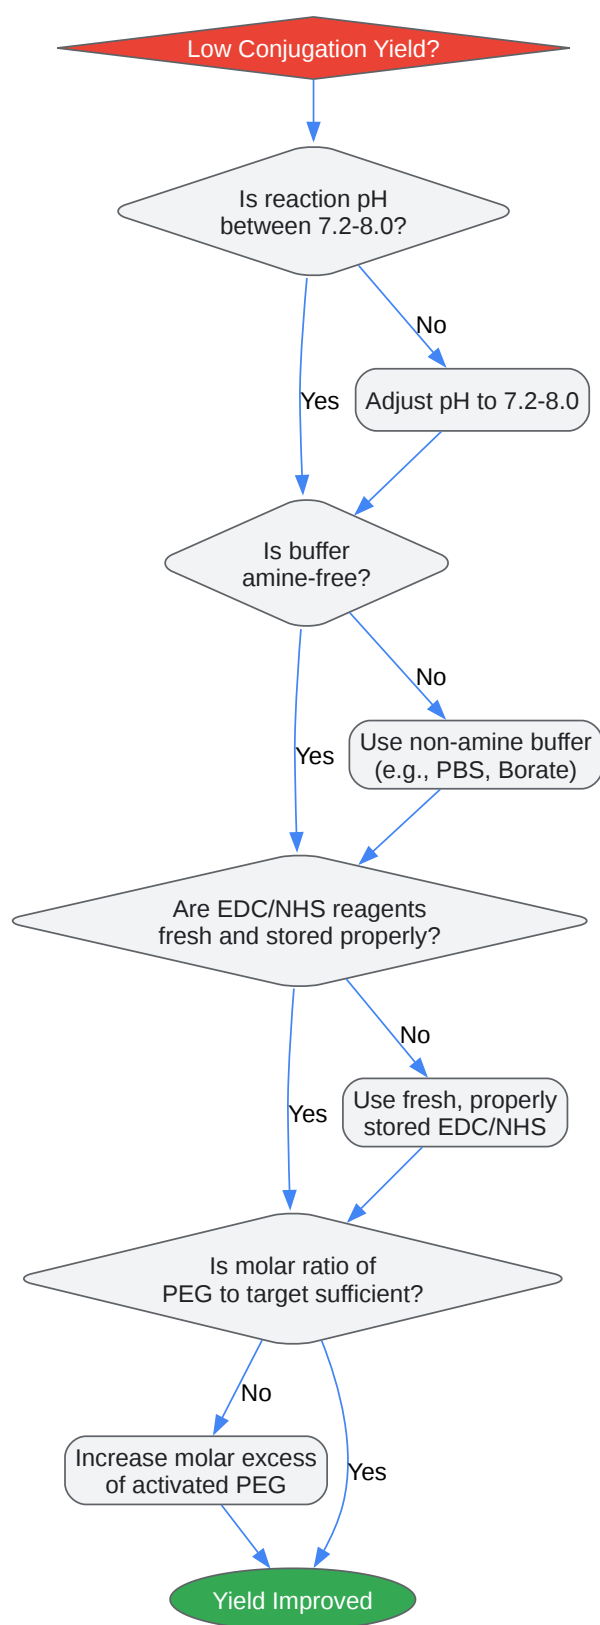 Low Conjugation Yield?
Is reaction pH
between 7.2-8.0?
No
Yes
Adjust pH to 7.2-8.0
Is buffer
amine-free?
No
Yes
Use non-amine buffer
(e.g., PBS, Borate)
Are EDC/NHS reagents
fresh and stored properly?
No
Yes
Use fresh, properly
stored EDC/NHS
Is molar ratio of
PEG to target sufficient?
No
Increase molar excess
of activated PEG
Yes
Yield Improved